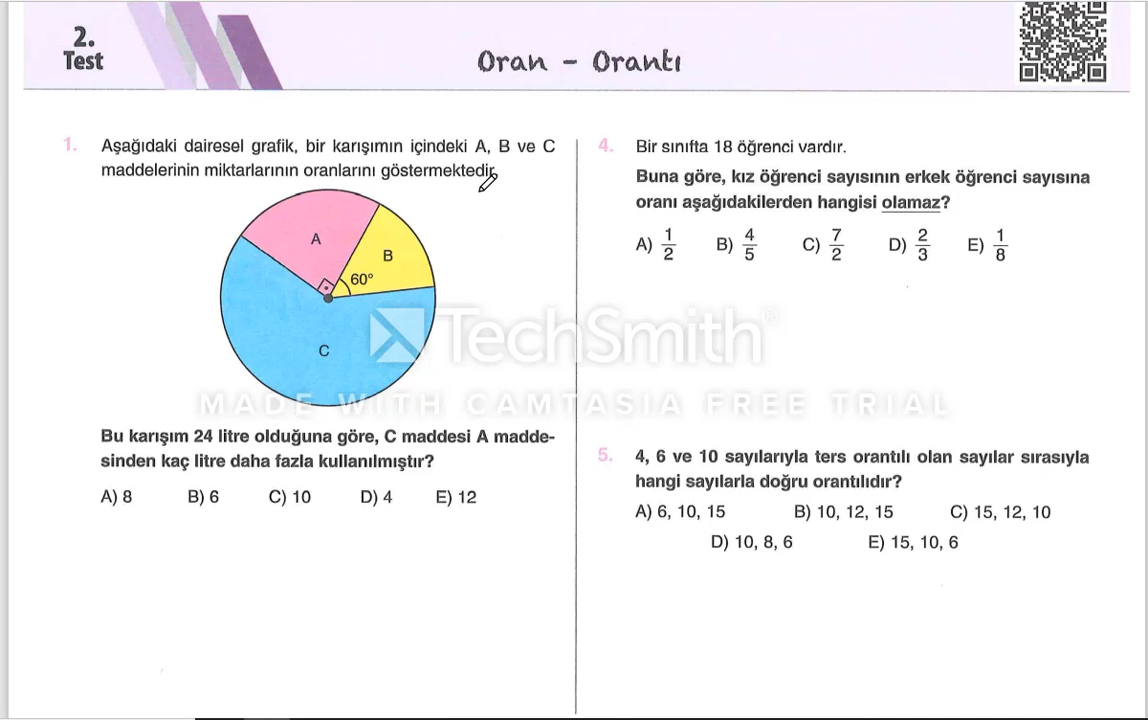 2.
Test
Oran - Orantı
1. Aşağıdaki dairesel grafik, bir karışımın içindeki A, B ve C
maddelerinin miktarlarının oranlarını göstermektedir.
A
B
60°
C
Bu karışım 24 litre olduğuna göre, C maddesi A madde-
sinden kaç litre daha fazla kullanılmıştır?
A) 8 B) 6 C) 10 D) 4 E) 12
4. Bir sınıfta 18 öğrenci vardır.
Buna göre, kız öğrenci sayısının erkek öğrenci sayısına
oranı aşağıdakilerden hangisi olamaz?
A) 1/2 B) 4/5 C) 7/2 D) 2/3 E) 1/8
5. 4, 6 ve 10 sayılarıyla ters orantılı olan sayılar sırasıyla
hangi sayılarla doğru orantılıdır?
A) 6, 10, 15 B) 10, 12, 15 C) 15, 12, 10
D) 10, 8, 6 E) 15, 10, 6
TechSmith®
MADE WITH CAMTASIA FREE TRIAL